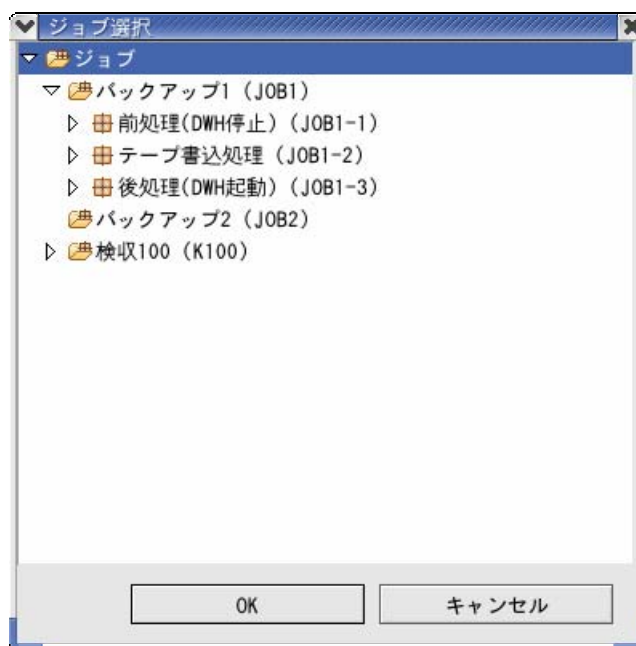 ジョブ選択
ジョブ
バックアップ1 (JOB1)
前処理(DWH停止) (JOB1-1)
テープ書込処理 (JOB1-2)
後処理(DWH起動) (JOB1-3)
バックアップ2 (JOB2)
検収100 (K100)
OK
キャンセル